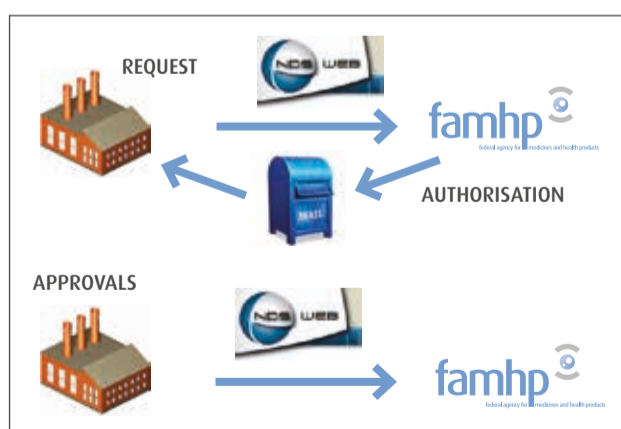 REQUEST
NDS WEB
famhp
federal agency for medicines and health products
MAIL
AUTHORISATION
APPROVALS
NDS WEB
famhp
federal agency for medicines and health products